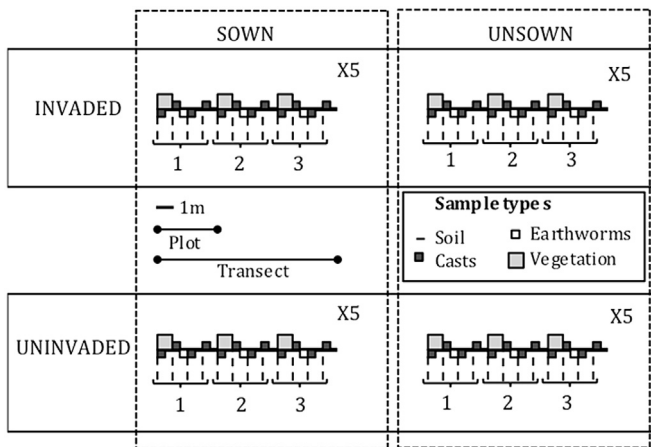 SOWN
UNSOWN
INVADED
X5
X5
1 2 3
1 2 3
1m
Plot
Transect
Sample types
Soil
Earthworms
Casts
Vegetation
UNINVADED
X5
X5
1 2 3
1 2 3